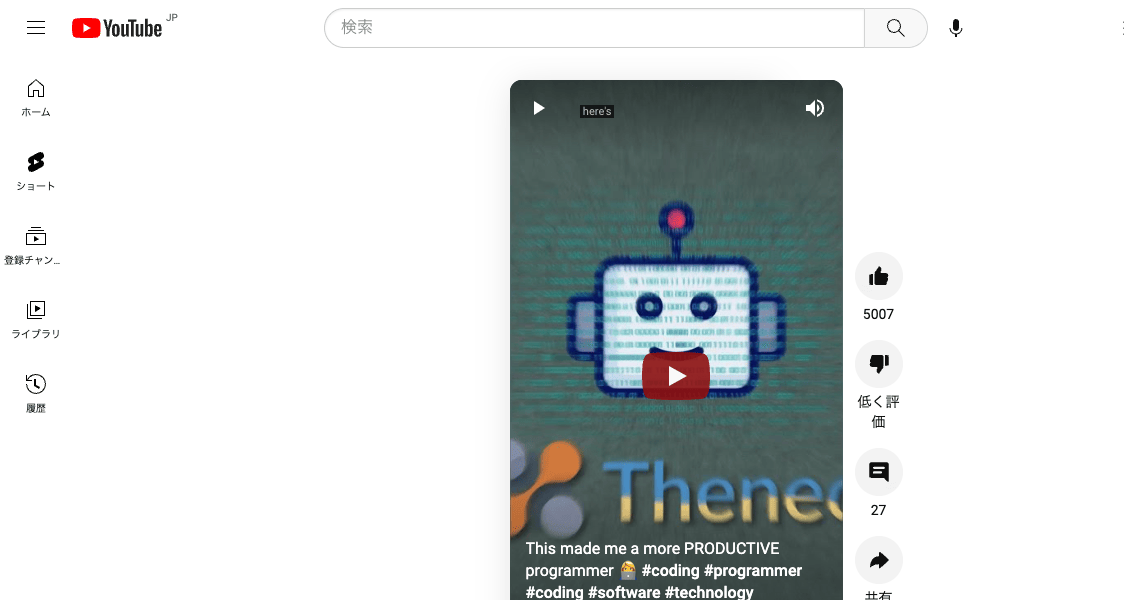 YouTube JP
検索
ホーム
ショート
登録チャン...
ライブラリ
履歴
here's
Thenec
This made me a more PRODUCTIVE
programmer 🤷 #coding #programmer
#coding #software #technology
5007
低く評
価
27
共有